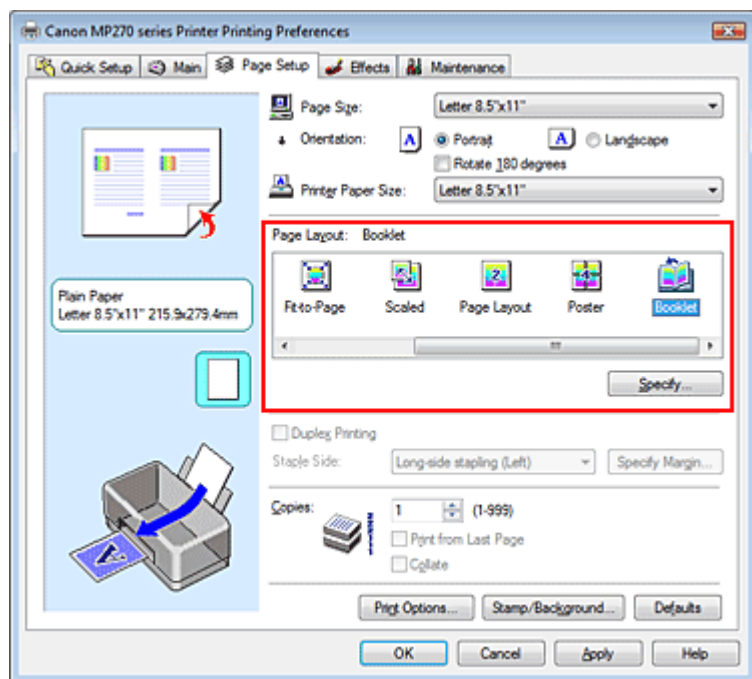 Canon MP270 series Printer Printing Preferences
Quick Setup Main Page Setup Effects Maintenance
Page Size: Letter 8.5"x11"
Orientation: A Portrait A Landscape
Rotate 180 degrees
Printer Paper Size: Letter 8.5"x11"
Page Layout: Booklet
Fit-to-Page Scaled Page Layout Poster Booklet
Specify...
Plain Paper
Letter 8.5"x11" 215.9x279.4mm
Duplex Printing
Staple Side: Long-side stapling (Left) Specify Margin...
Copies: 1 (1-999)
Print from Last Page
Collate
Print Options... Stamp/Background... Defaults
OK Cancel Apply Help